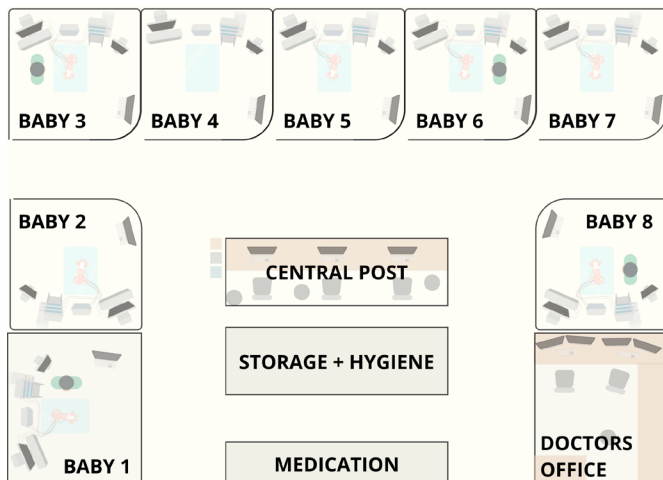 BABY 3
BABY 4
BABY 5
BABY 6
BABY 7
BABY 2
BABY 8
CENTRAL POST
STORAGE + HYGIENE
BABY 1
MEDICATION
DOCTORS
OFFICE